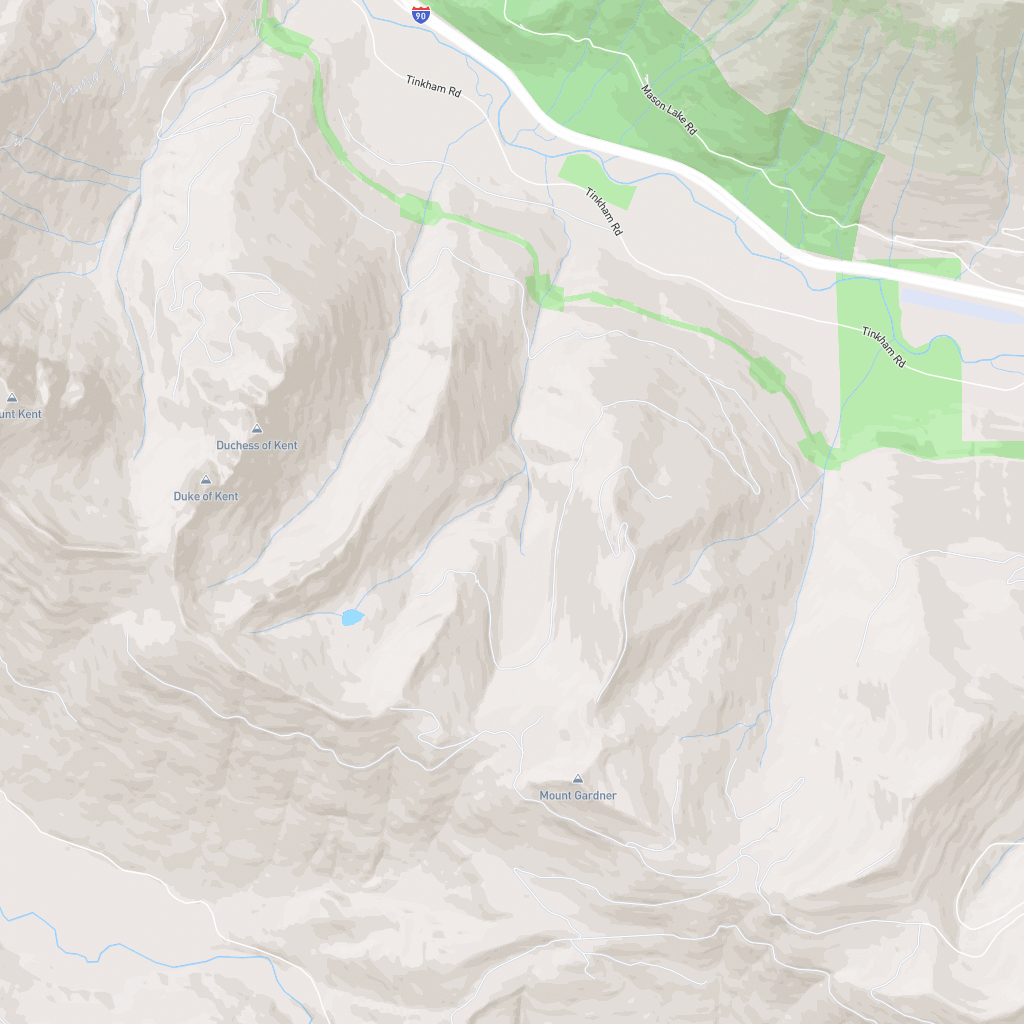 90
Tinkham Rd
Mason Lake Rd
Tinkham Rd
Tinkham Rd
unt Kent
Duchess of Kent
Duke of Kent
Mount Gardner